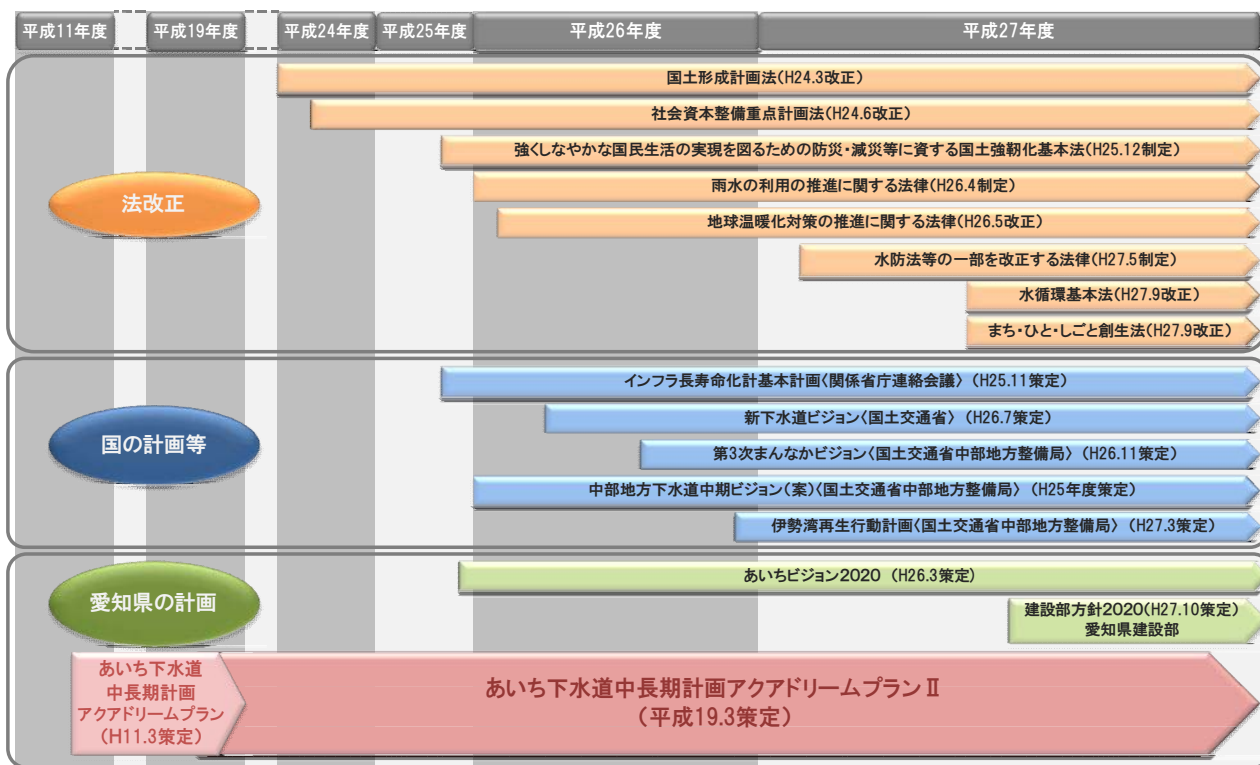 平成11年度
平成19年度
平成24年度
平成25年度
平成26年度
平成27年度
法改正
国土形成計画法(H24.3改正)
社会資本整備重点計画法(H24.6改正)
強くしなやかな国民生活の実現を図るための防災・減災等に資する国土強靭化基本法(H25.12制定)
雨水の利用の推進に関する法律(H26.4制定)
地球温暖化対策の推進に関する法律(H26.5改正)
水防法等の一部を改正する法律(H27.5制定)
水循環基本法(H27.9改正)
まち・ひと・しごと創生法(H27.9改正)
国の計画等
インフラ長寿命化計基本計画〈関係省庁連絡会議〉 (H25.11策定)
新下水道ビジョン〈国土交通省〉 (H26.7策定)
第3次まんなかビジョン〈国土交通省中部地方整備局〉 (H26.11策定)
中部地方下水道中期ビジョン(案)〈国土交通省中部地方整備局〉 (H25年度策定)
伊勢湾再生行動計画〈国土交通省中部地方整備局〉 (H27.3策定)
愛知県の計画
あいちビジョン2020 (H26.3策定)
建設部方針2020(H27.10策定)
愛知県建設部
あいち下水道
中長期計画
アクアドリームプラン
(H11.3策定)
あいち下水道中長期計画アクアドリームプランⅡ
(平成19.3策定)